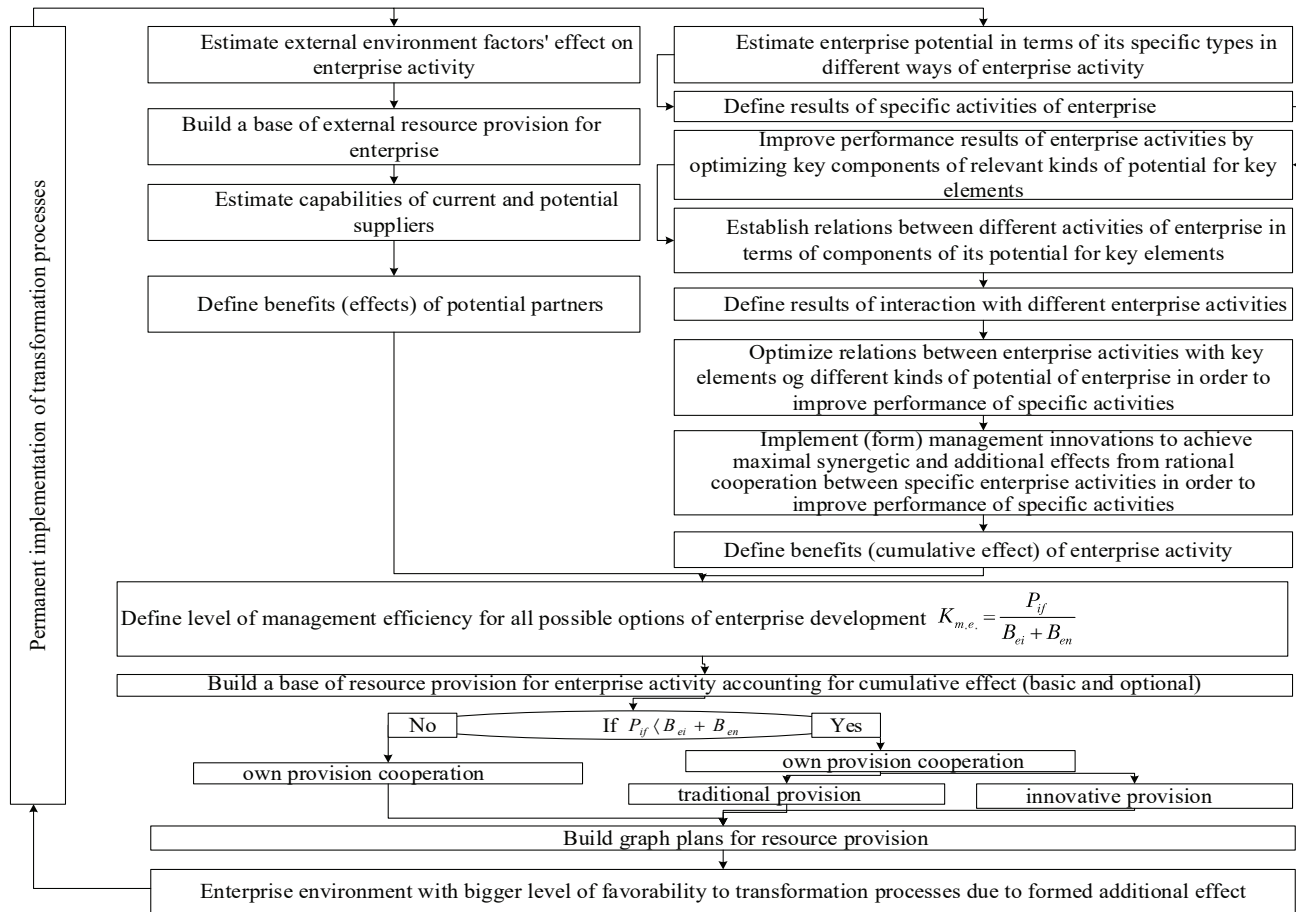 Permanent implementation of transformation processes
Estimate external environment factors' effect on
enterprise activity
Build a base of external resource provision for
enterprise
Estimate capabilities of current and potential
suppliers
Define benefits (effects) of potential partners
Estimate enterprise potential in terms of its specific types in
different ways of enterprise activity
Define results of specific activities of enterprise
Improve performance results of enterprise activities by
optimizing key components of relevant kinds of potential for key
elements
Establish relations between different activities of enterprise in
terms of components of its potential for key elements
Define results of interaction with different enterprise activities
Optimize relations between enterprise activities with key
elements og different kinds of potential of enterprise in order to
improve performance of specific activities
Implement (form) management innovations to achieve
maximal synergetic and additional effects from rational
cooperation between specific enterprise activities in order to
improve performance of specific activities
Define benefits (cumulative effect) of enterprise activity
Define level of management efficiency for all possible options of enterprise development K_{m.e.} = P_{if} / (B_{ei} + B_{en})
Build a base of resource provision for enterprise activity accounting for cumulative effect (basic and optional)
No
If P_{if} ⟨ B_{ei} + B_{en}
Yes
own provision cooperation
own provision cooperation
traditional provision
innovative provision
Build graph plans for resource provision
Enterprise environment with bigger level of favorability to transformation processes due to formed additional effect